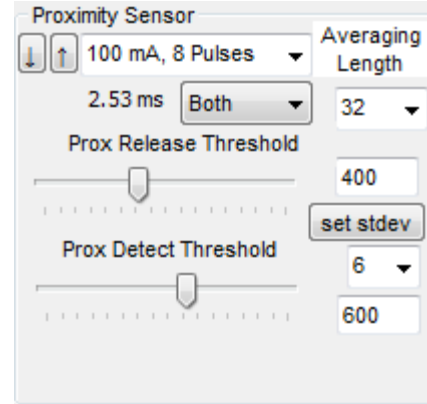 Proximity Sensor
↓ ↑ 100 mA, 8 Pulses
Averaging
Length
2.53 ms Both 32
Prox Release Threshold
400
set stdev
Prox Detect Threshold
6
600